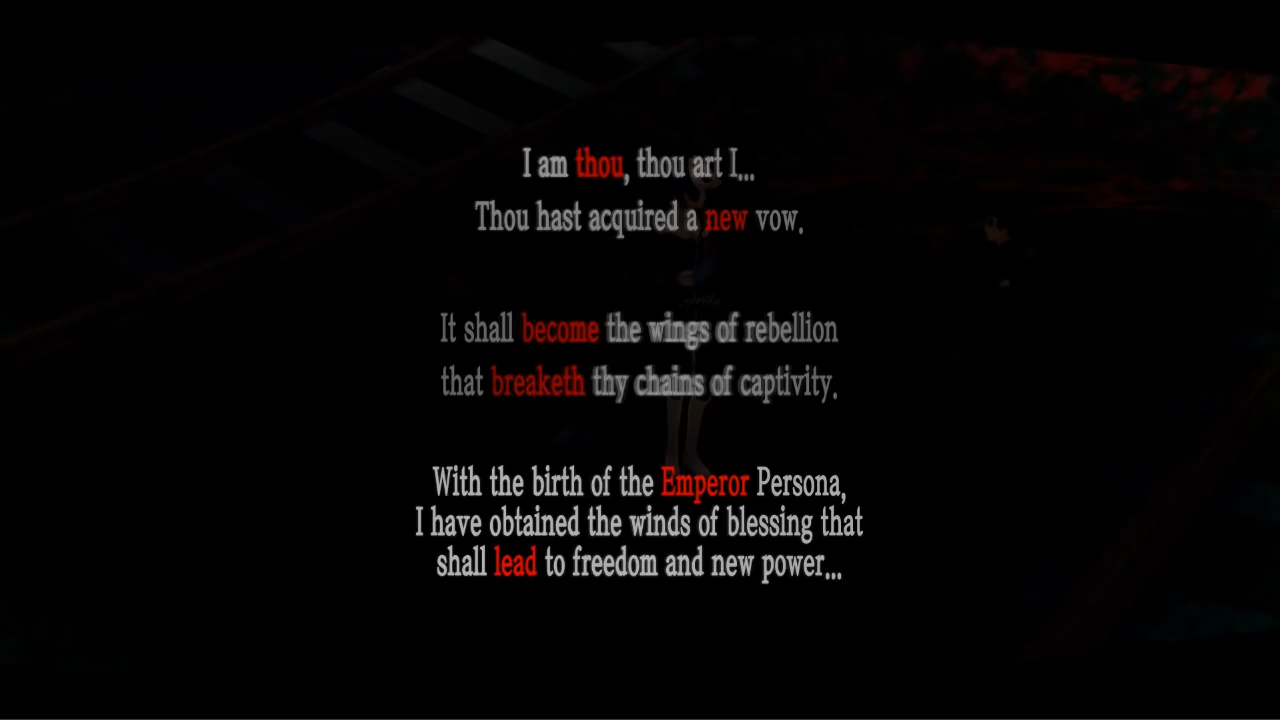 I am thou, thou art I...
Thou hast acquired a new vow.
It shall become the wings of rebellion
that breaketh thy chains of captivity.
With the birth of the Emperor Persona,
I have obtained the winds of blessing that
shall lead to freedom and new power...